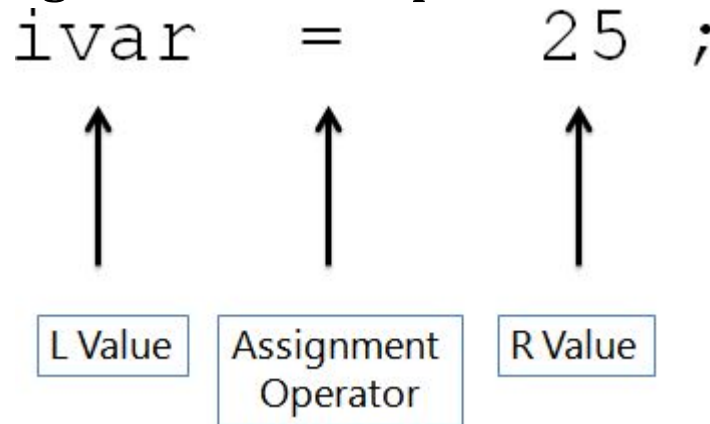 ivar = 25 ;
L Value
Assignment
Operator
R Value